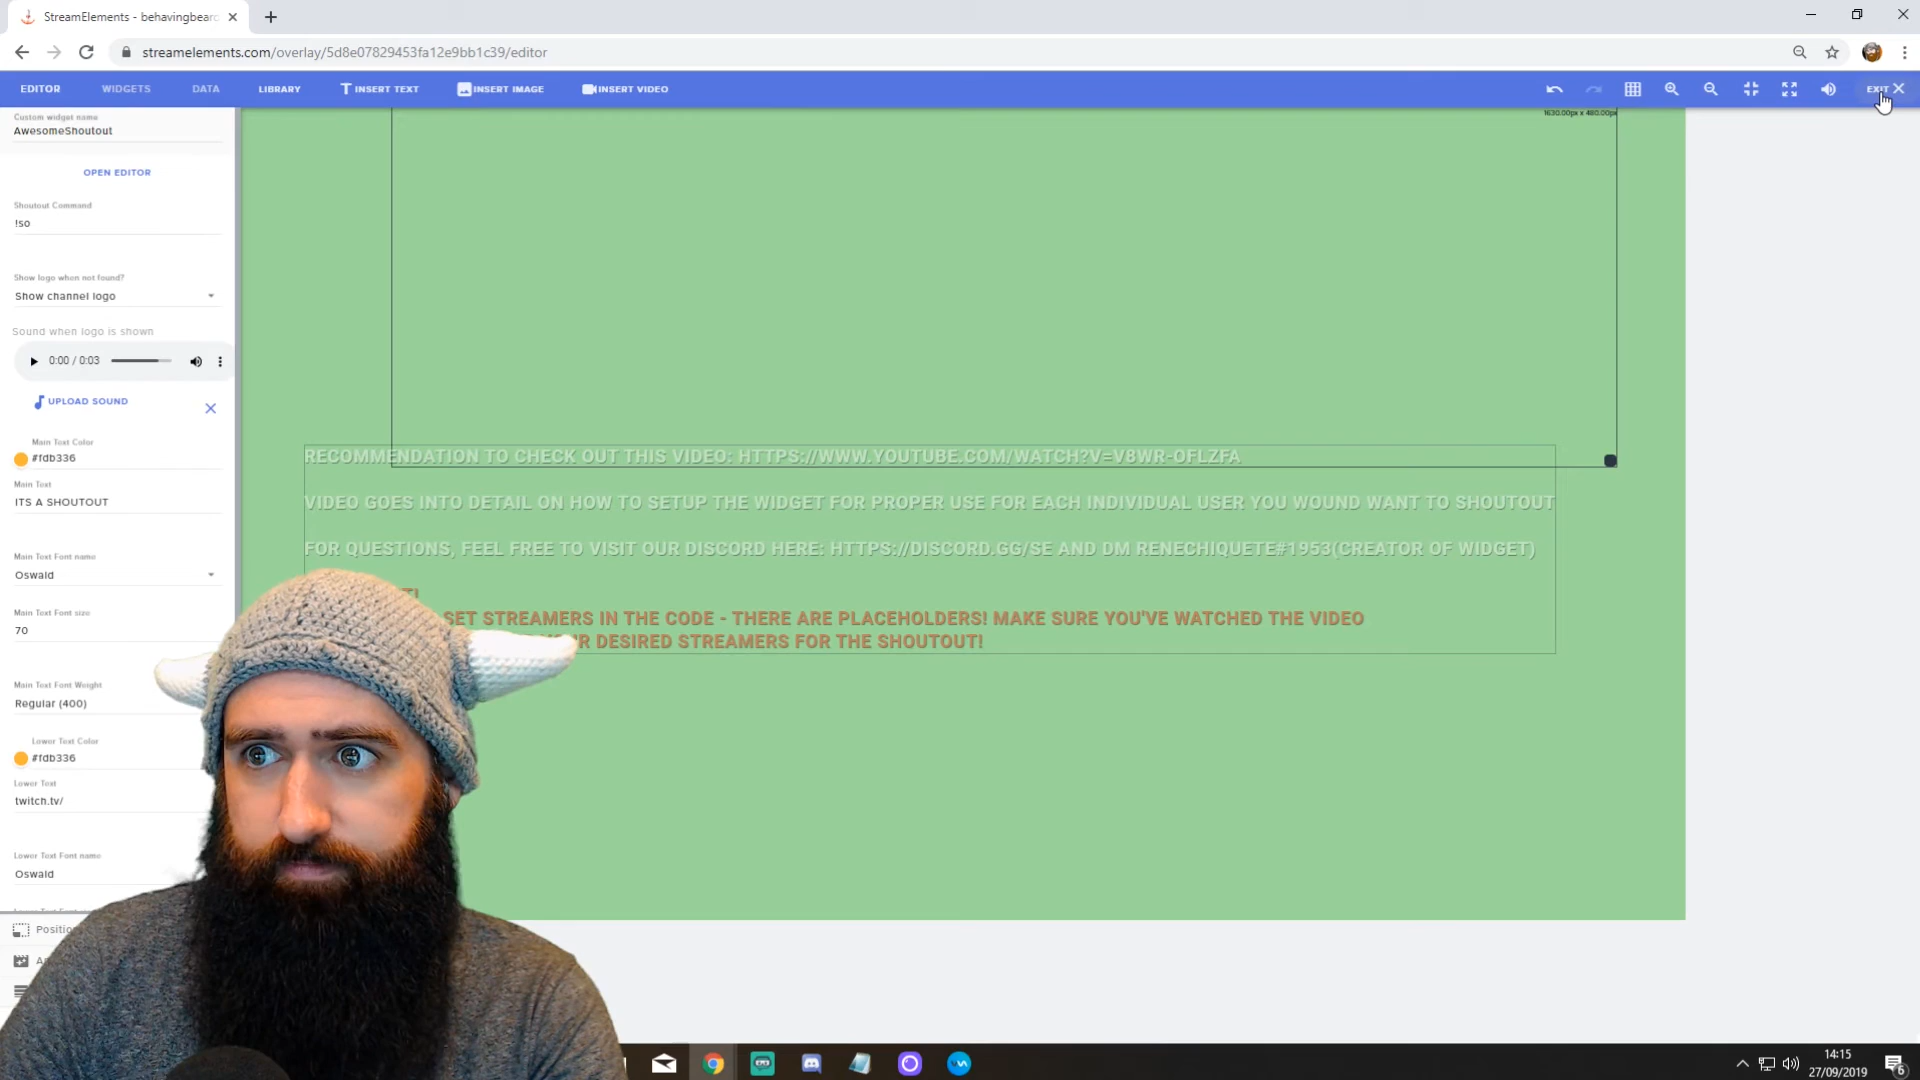 StreamElements - behavingbeard
streamelements.com/overlay/5d8e07829453fa12e9bb1c39/editor
EDITOR WIDGETS DATA LIBRARY INSERT TEXT INSERT IMAGE INSERT VIDEO EXIT
Custom widget name
AwesomeShoutout
1630.00px x 480.00px
OPEN EDITOR
Shoutout Command
!so
Show logo when not found?
Show channel logo
Sound when logo is shown
0:00 / 0:03
UPLOAD SOUND
Main Text Color
#fdb336
Main Text
ITS A SHOUTOUT
Main Text Font name
Oswald
Main Text Font size
70
Main Text Font Weight
Regular (400)
Lower Text Color
#fdb336
Lower Text
twitch.tv/
Lower Text Font name
Oswald
RECOMMENDATION TO CHECK OUT THIS VIDEO: HTTPS://WWW.YOUTUBE.COM/WATCH?V=V8WR-OFLZFA
VIDEO GOES INTO DETAIL ON HOW TO SETUP THE WIDGET FOR PROPER USE FOR EACH INDIVIDUAL USER YOU WOUND WANT TO SHOUTOUT
FOR QUESTIONS, FEEL FREE TO VISIT OUR DISCORD HERE: HTTPS://DISCORD.GG/SE AND DM RENECHIQUETE#1953(CREATOR OF WIDGET)
SET STREAMERS IN THE CODE - THERE ARE PLACEHOLDERS! MAKE SURE YOU'VE WATCHED THE VIDEO
DESIRED STREAMERS FOR THE SHOUTOUT!
14:15
27/09/2019
6